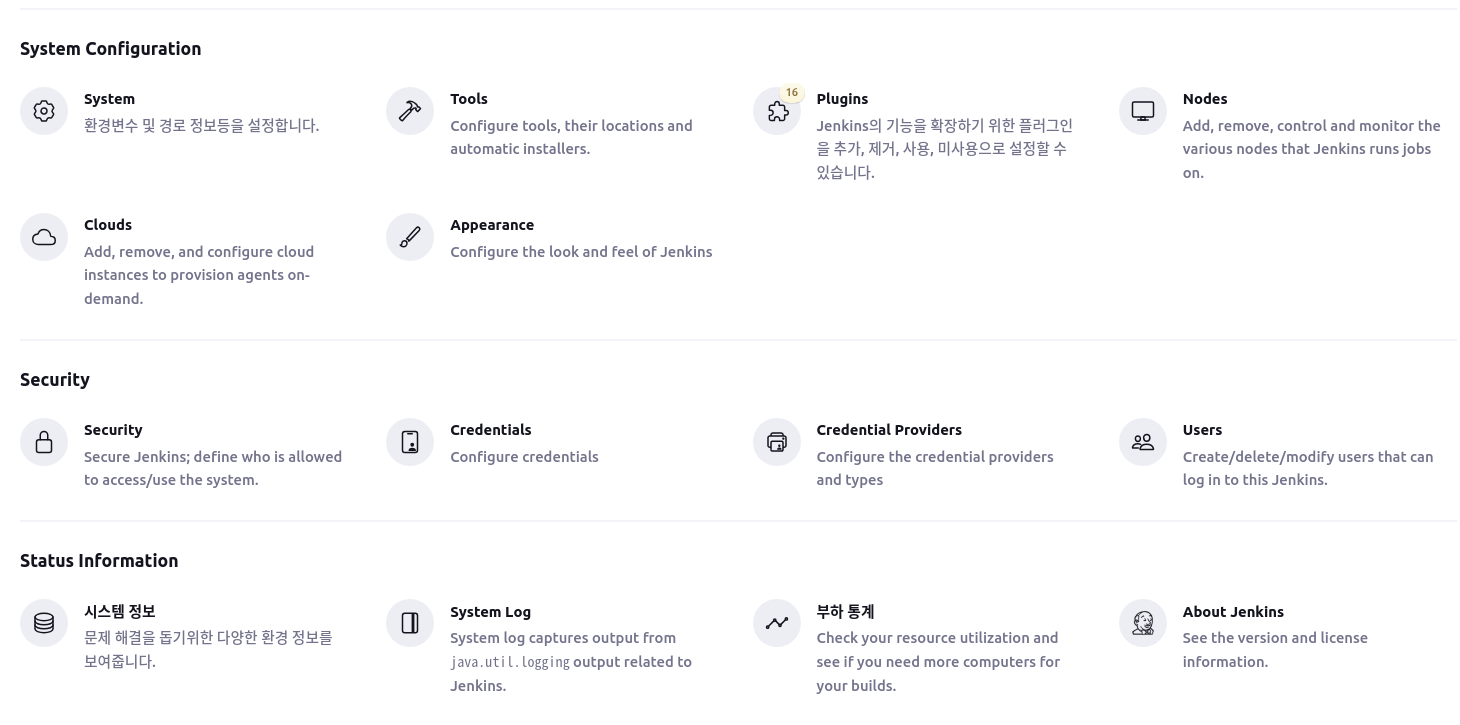 System Configuration
System
환경변수 및 경로 정보등을 설정합니다.
Tools
Configure tools, their locations and
automatic installers.
16
Plugins
Jenkins의 기능을 확장하기 위한 플러그인
을 추가, 제거, 사용, 미사용으로 설정할 수
있습니다.
Nodes
Add, remove, control and monitor the
various nodes that Jenkins runs jobs
on.
Clouds
Add, remove, and configure cloud
instances to provision agents on-
demand.
Appearance
Configure the look and feel of Jenkins
Security
Security
Secure Jenkins; define who is allowed
to access/use the system.
Credentials
Configure credentials
Credential Providers
Configure the credential providers
and types
Users
Create/delete/modify users that can
log in to this Jenkins.
Status Information
시스템 정보
문제 해결을 돕기위한 다양한 환경 정보를
보여줍니다.
System Log
System log captures output from
java.util.logging output related to
Jenkins.
부하 통계
Check your resource utilization and
see if you need more computers for
your builds.
About Jenkins
See the version and license
information.